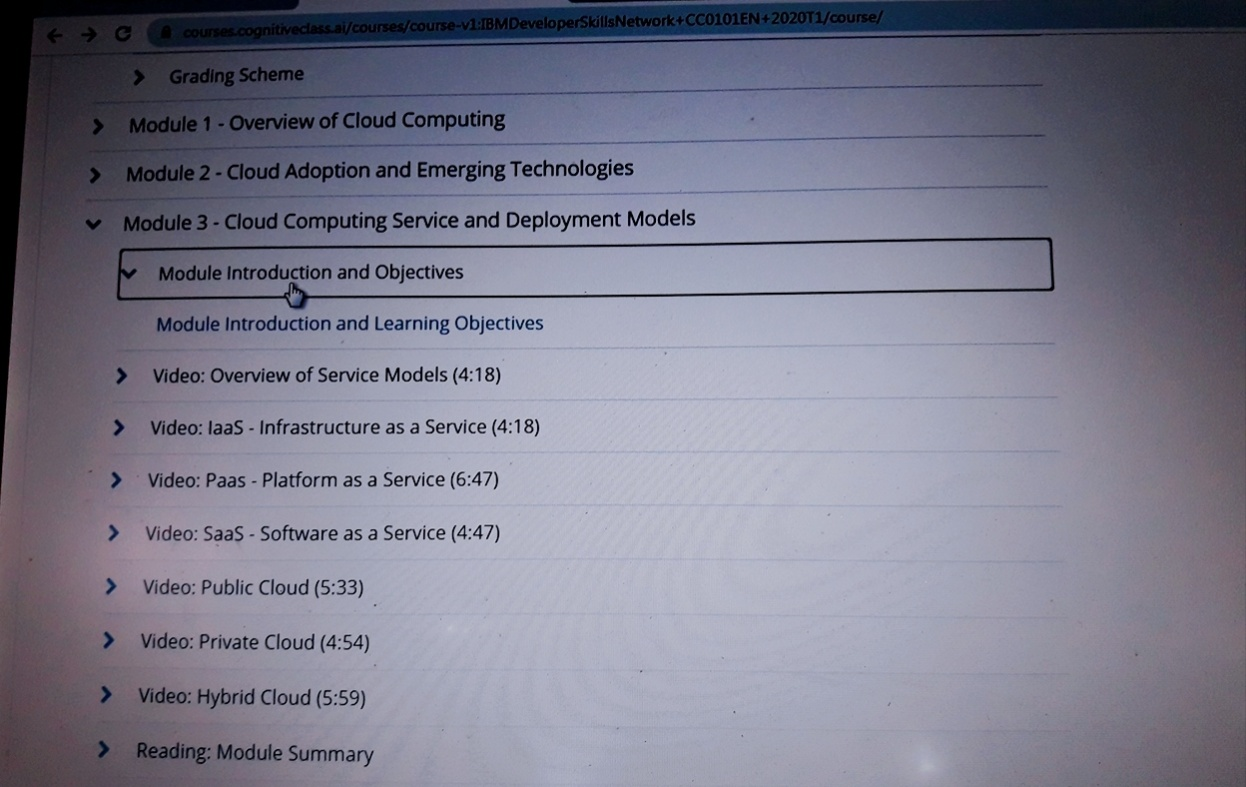 courses.cognitiveclass.ai/courses/course-v1:IBMDeveloperSkillsNetwork+CC0101EN+2020T1/course/
Grading Scheme
Module 1 - Overview of Cloud Computing
Module 2 - Cloud Adoption and Emerging Technologies
Module 3 - Cloud Computing Service and Deployment Models
Module Introduction and Objectives
Module Introduction and Learning Objectives
Video: Overview of Service Models (4:18)
Video: IaaS - Infrastructure as a Service (4:18)
Video: Paas - Platform as a Service (6:47)
Video: SaaS - Software as a Service (4:47)
Video: Public Cloud (5:33)
Video: Private Cloud (4:54)
Video: Hybrid Cloud (5:59)
Reading: Module Summary